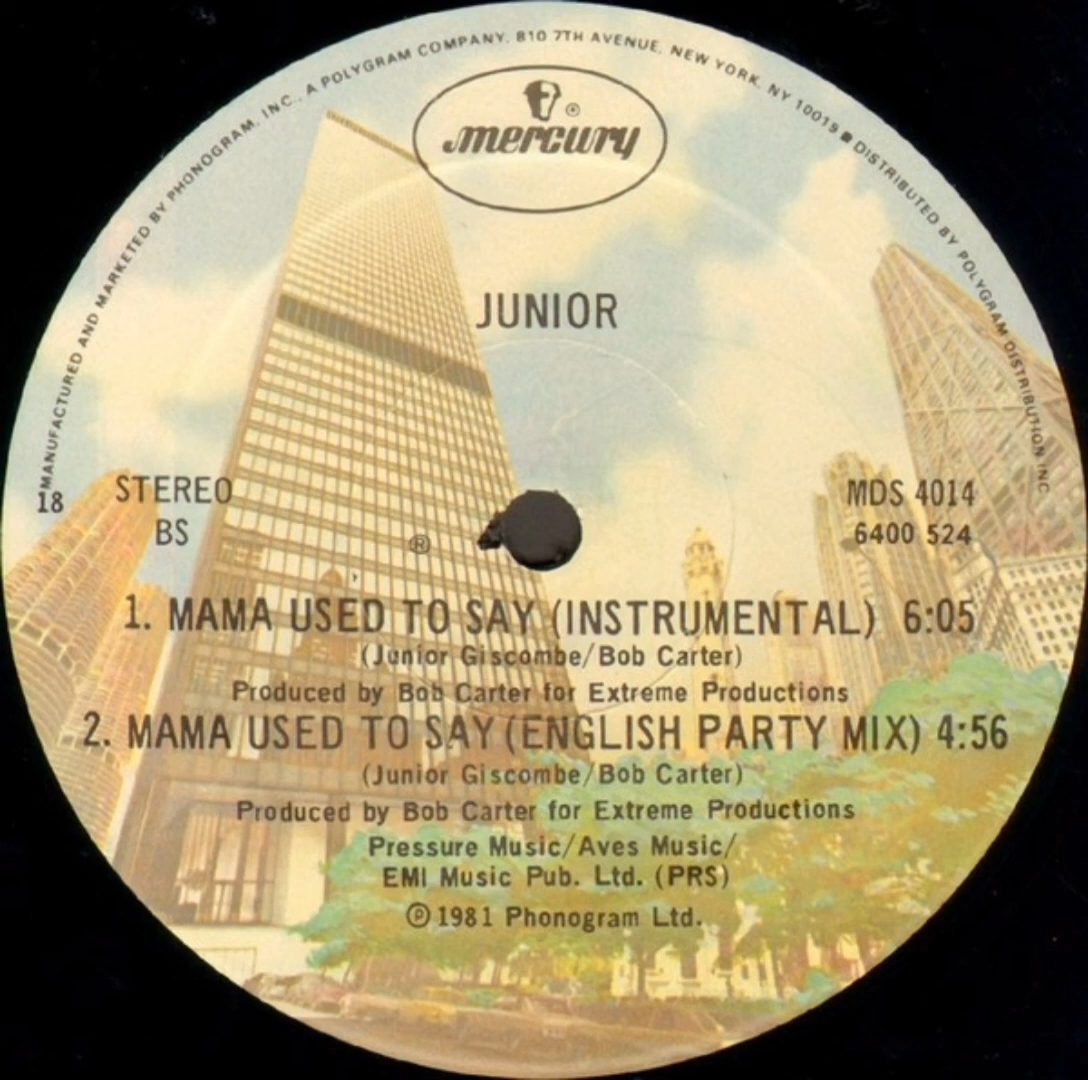 MANUFACTURED AND MARKETED BY PHONOGRAM, INC., A POLYGRAM COMPANY, 810 7TH AVENUE, NEW YORK, NY 10019 ■ DISTRIBUTED BY POLYGRAM DISTRIBUTION INC
®
mercury
JUNIOR
18 STEREO MDS 4014
BS 6400 524
®
1. MAMA USED TO SAY (INSTRUMENTAL) 6:05
(Junior Giscombe/Bob Carter)
Produced by Bob Carter for Extreme Productions
2. MAMA USED TO SAY (ENGLISH PARTY MIX) 4:56
(Junior Giscombe/Bob Carter)
Produced by Bob Carter for Extreme Productions
Pressure Music/Aves Music/
EMI Music Pub. Ltd. (PRS)
℗ 1981 Phonogram Ltd.